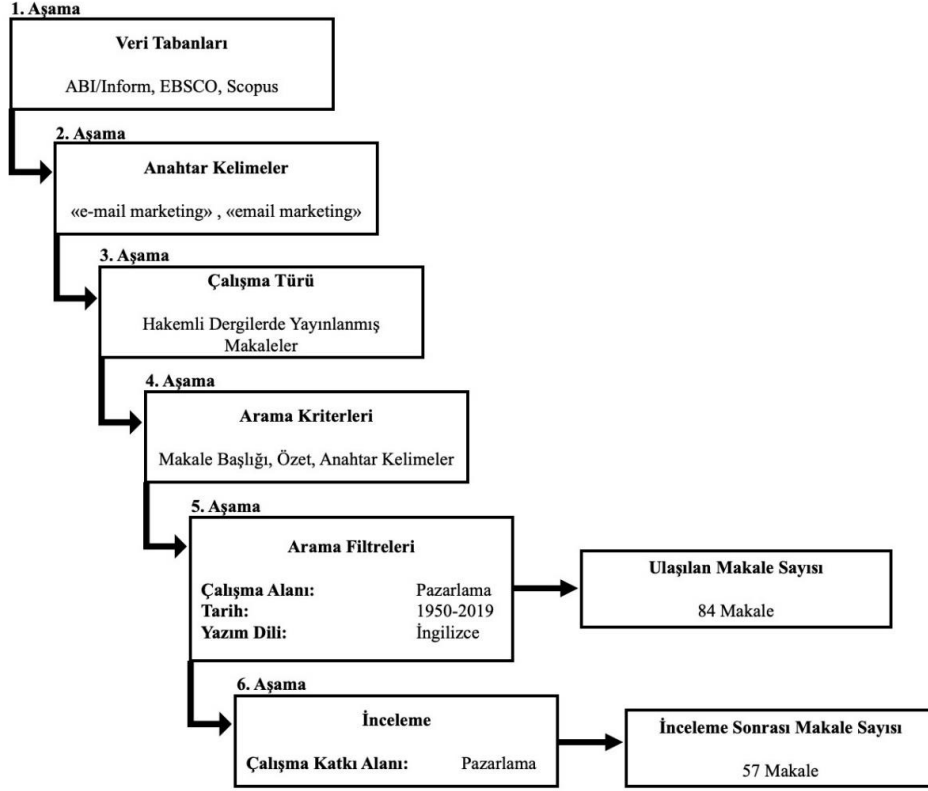 1. Aşama
Veri Tabanları
ABI/Inform, EBSCO, Scopus
2. Aşama
Anahtar Kelimeler
«e-mail marketing» , «email marketing»
3. Aşama
Çalışma Türü
Hakemli Dergilerde Yayınlanmış
Makaleler
4. Aşama
Arama Kriterleri
Makale Başlığı, Özet, Anahtar Kelimeler
5. Aşama
Arama Filtreleri
Çalışma Alanı: Pazarlama
Tarih: 1950-2019
Yazım Dili: İngilizce
Ulaşılan Makale Sayısı
84 Makale
6. Aşama
İnceleme
Çalışma Katkı Alanı: Pazarlama
İnceleme Sonrası Makale Sayısı
57 Makale